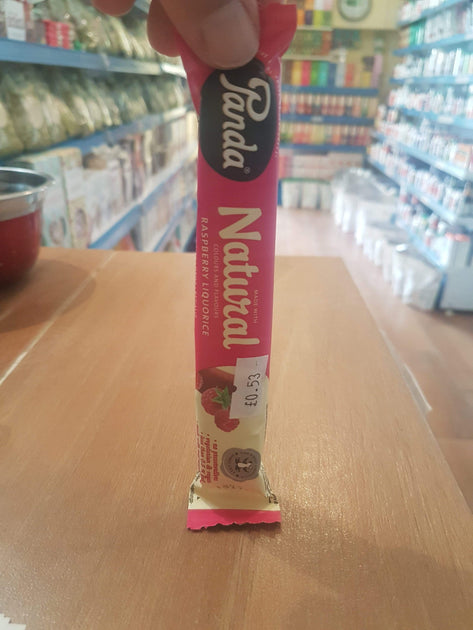 Panda®
MADE WITH
Natural
COLOURS AND FLAVOURS
RASPBERRY LIQUORICE
£0.53